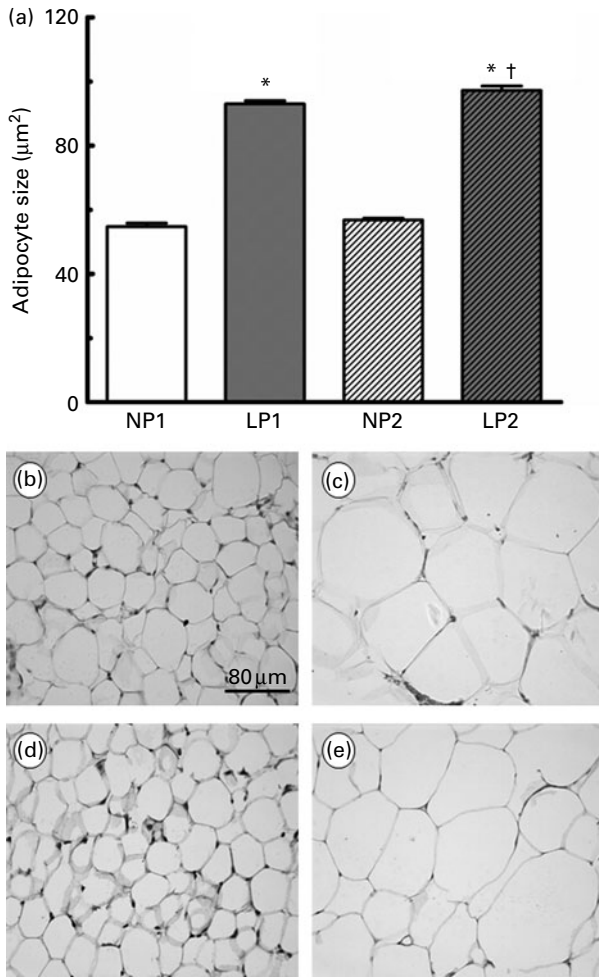 (a)
120
80
40
0
Adipocyte size (μm²)
*
* †
NP1 LP1 NP2 LP2
(b)
80 μm
(c)
(d)
(e)